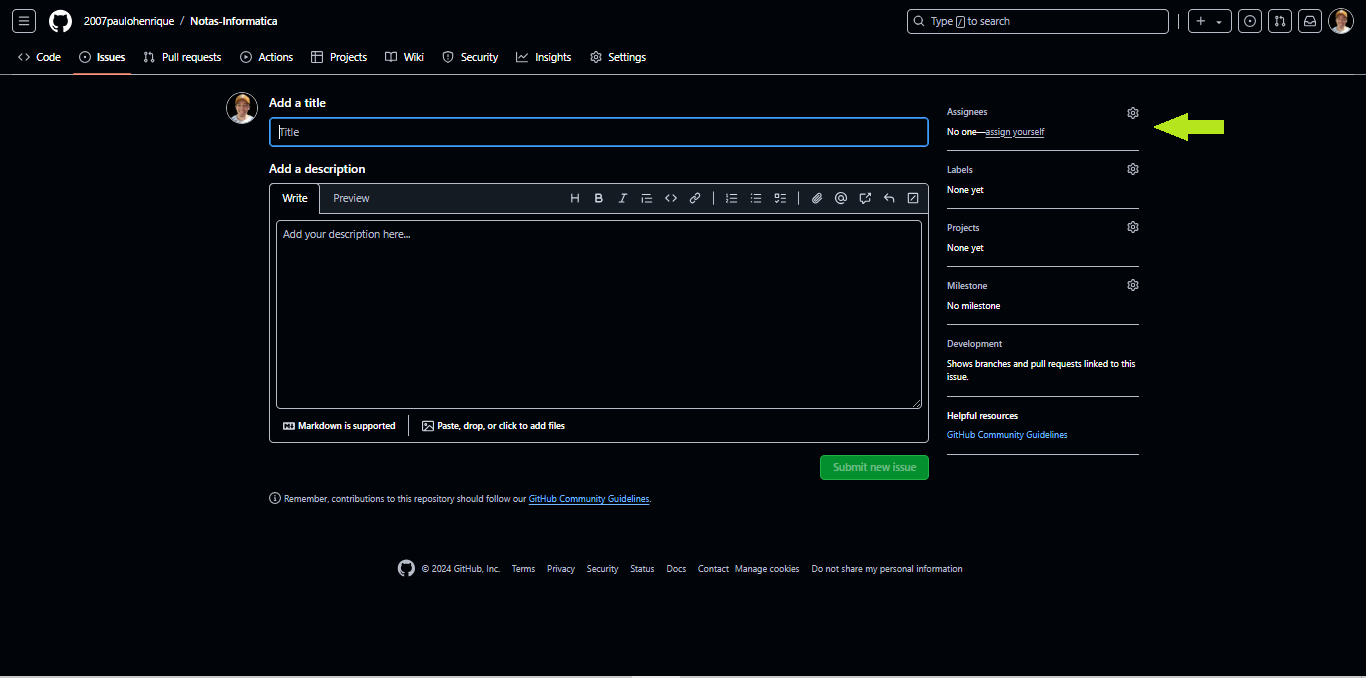 2007paulohenrique / Notas-Informatica
Type / to search
Code Issues Pull requests Actions Projects Wiki Security Insights Settings
Add a title
Title
Add a description
Write Preview
Add your description here...
Markdown is supported
Paste, drop, or click to add files
Submit new issue
Remember, contributions to this repository should follow our GitHub Community Guidelines.
Assignees
No one—assign yourself
Labels
None yet
Projects
None yet
Milestone
No milestone
Development
Shows branches and pull requests linked to this
issue.
Helpful resources
GitHub Community Guidelines
© 2024 GitHub, Inc. Terms Privacy Security Status Docs Contact Manage cookies Do not share my personal information